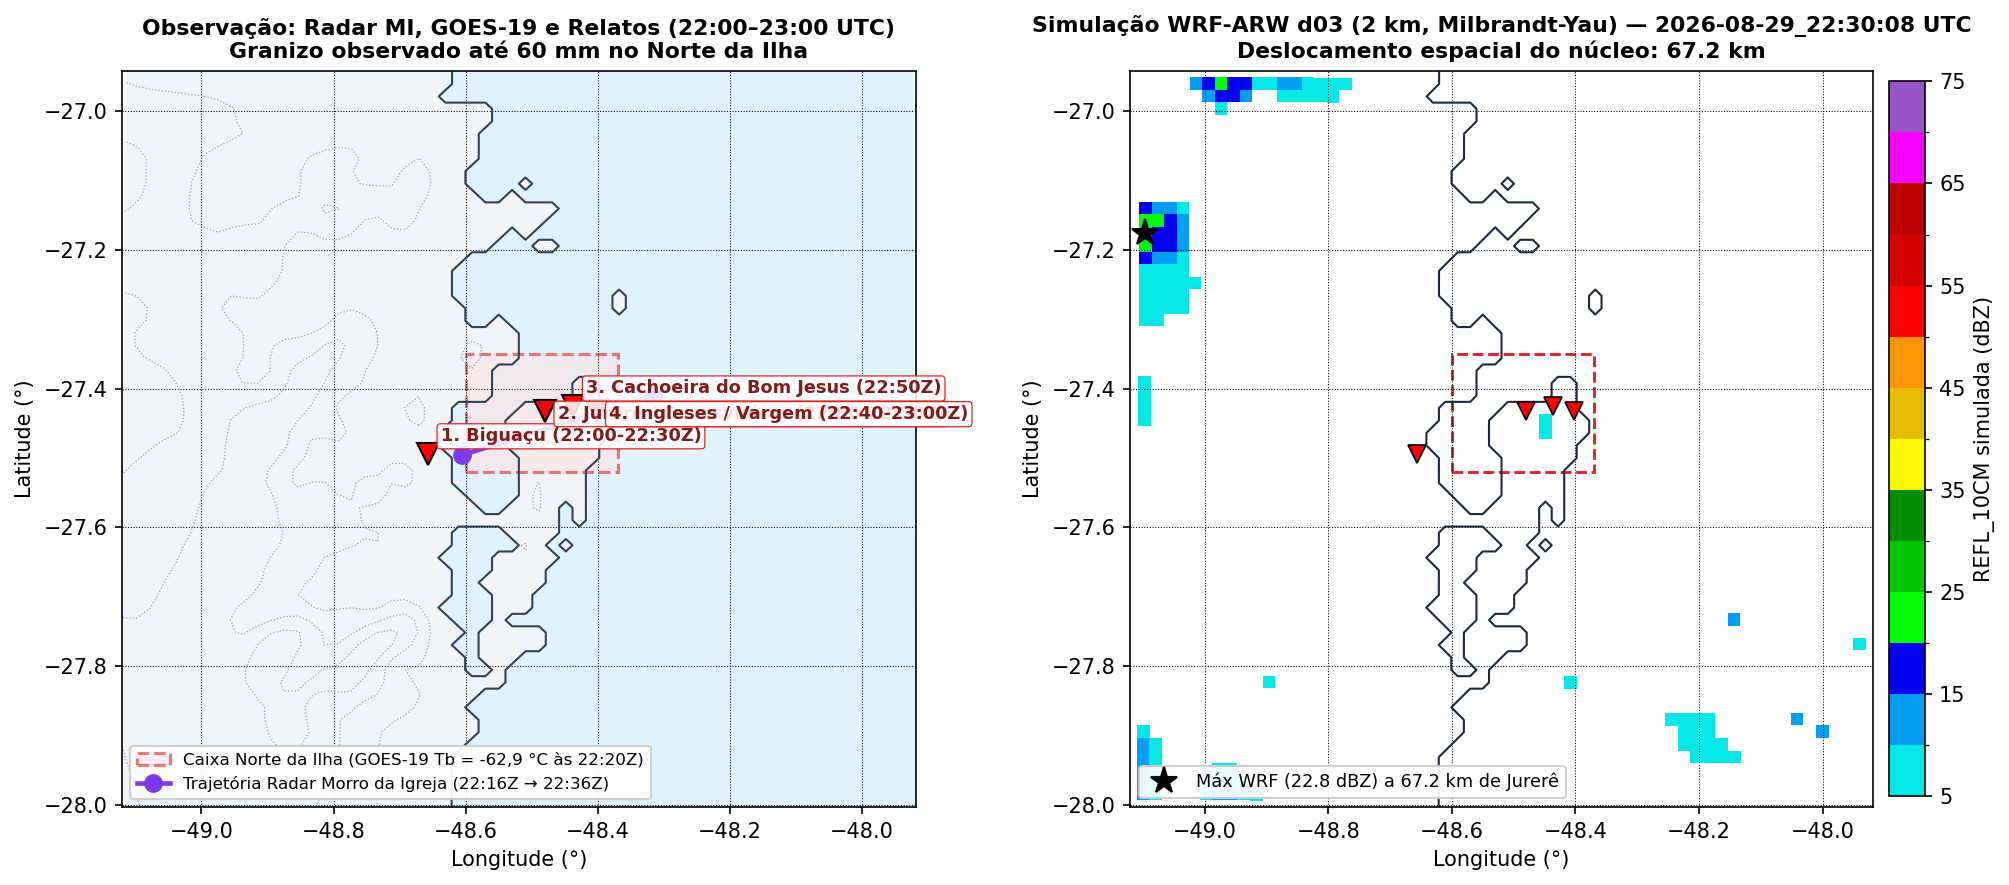 Observação: Radar MI, GOES-19 e Relatos (22:00–23:00 UTC)
Granizo observado até 60 mm no Norte da Ilha
Latitude (°)
−27.0
−27.2
−27.4
−27.6
−27.8
−28.0
3. Cachoeira do Bom Jesus (22:50Z)
2. Ju
4. Ingleses / Vargem (22:40-23:00Z)
1. Biguaçu (22:00-22:30Z)
Caixa Norte da Ilha (GOES-19 Tb = -62,9 °C às 22:20Z)
Trajetória Radar Morro da Igreja (22:16Z → 22:36Z)
−49.0
−48.8
−48.6
−48.4
−48.2
−48.0
Longitude (°)
Simulação WRF-ARW d03 (2 km, Milbrandt-Yau) — 2026-08-29_22:30:08 UTC
Deslocamento espacial do núcleo: 67.2 km
Latitude (°)
−27.0
−27.2
−27.4
−27.6
−27.8
−28.0
Máx WRF (22.8 dBZ) a 67.2 km de Jurerê
−49.0
−48.8
−48.6
−48.4
−48.2
−48.0
Longitude (°)
75
65
55
45
35
25
15
5
REFL_10CM simulada (dBZ)